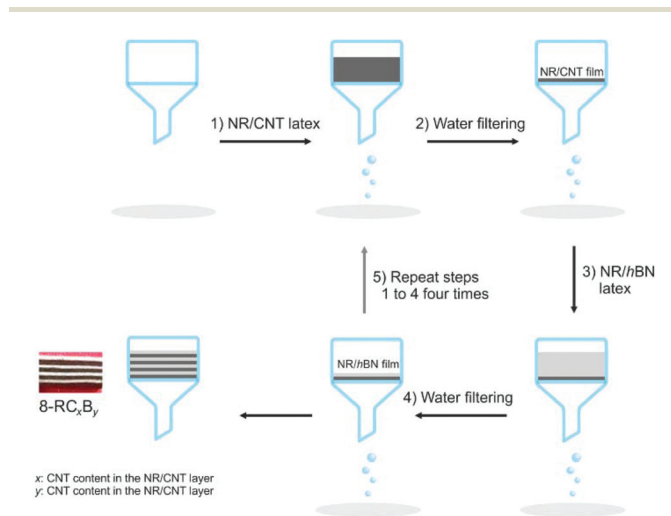 1) NR/CNT latex
2) Water filtering
NR/CNT film
3) NR/hBN
latex
5) Repeat steps
1 to 4 four times
NR/hBN film
4) Water filtering
8-RCxBy
x: CNT content in the NR/CNT layer
y: CNT content in the NR/CNT layer